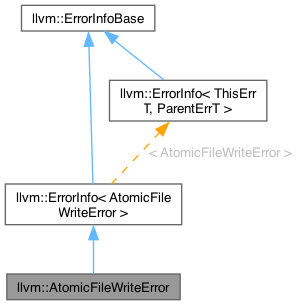 llvm::ErrorInfoBase
llvm::ErrorInfo< ThisErr
T, ParentErrT >
< AtomicFileWriteError >
llvm::ErrorInfo< AtomicFile
WriteError >
llvm::AtomicFileWriteError